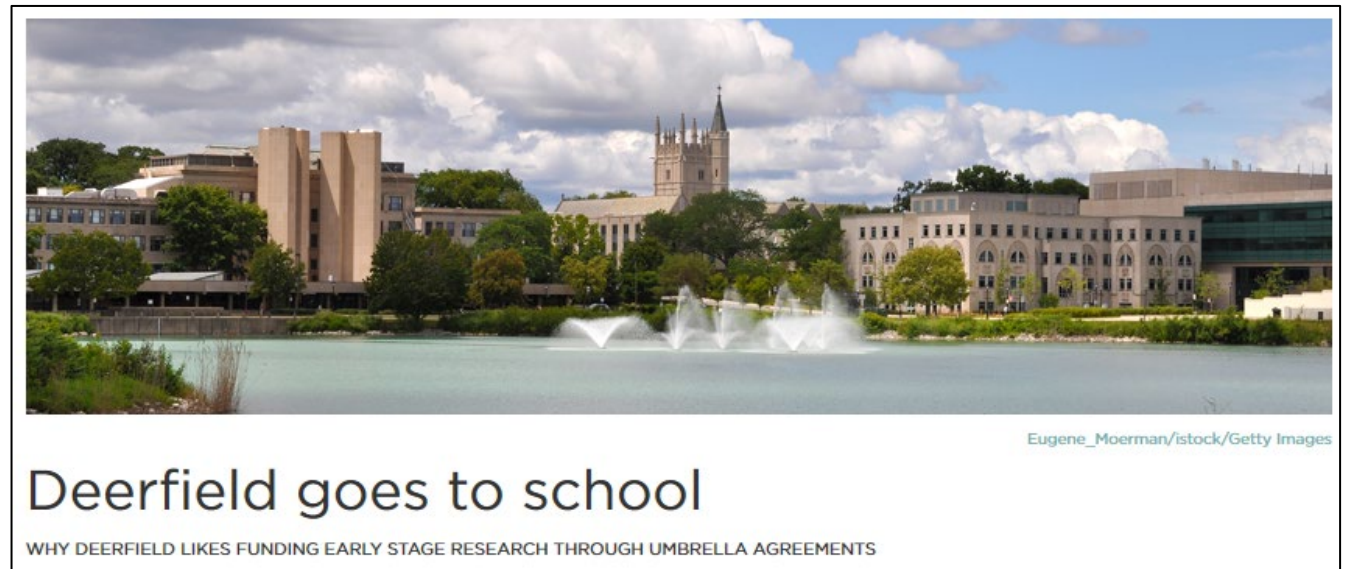 Eugene_Moerman/istock/Getty Images
Deerfield goes to school
WHY DEERFIELD LIKES FUNDING EARLY STAGE RESEARCH THROUGH UMBRELLA AGREEMENTS